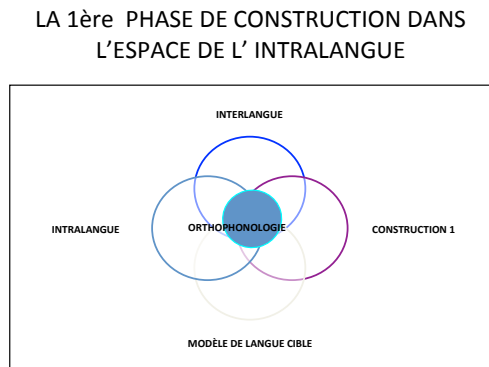 LA 1ère PHASE DE CONSTRUCTION DANS
L'ESPACE DE L' INTRALANGUE
INTERLANGUE
INTRALANGUE
ORTHOPHONOLOGIE
CONSTRUCTION 1
MODÈLE DE LANGUE CIBLE